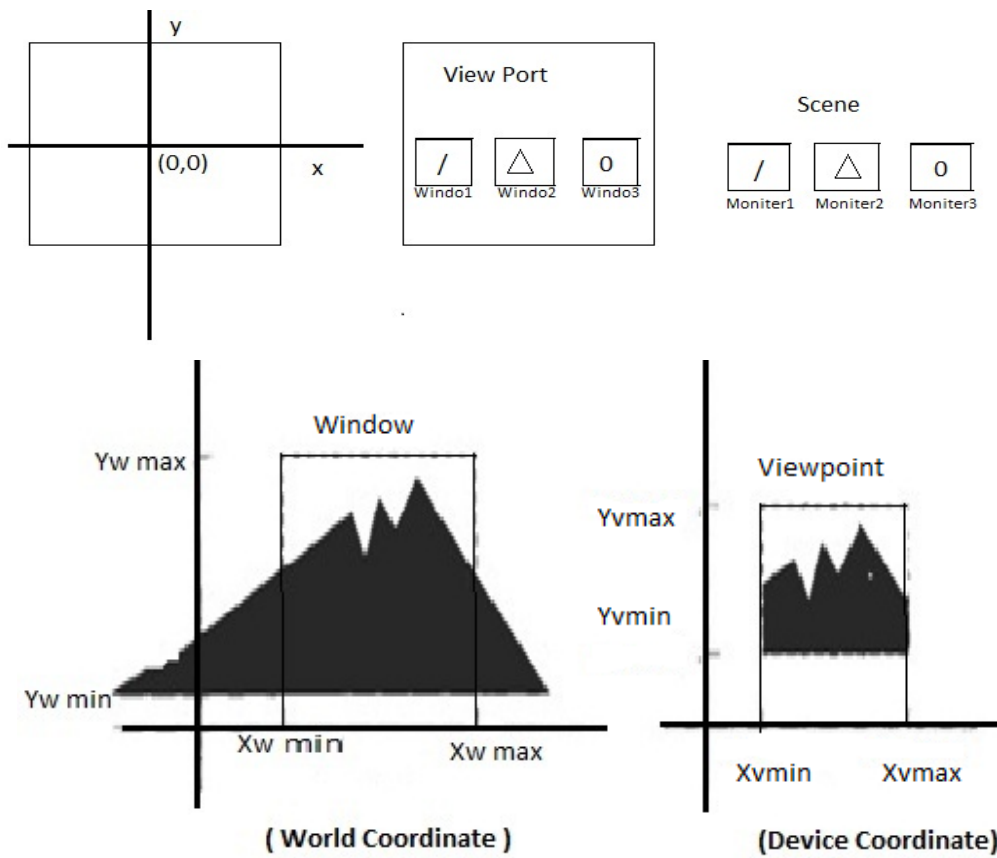 y
(0,0)
x
View Port
/
0
Windo1
Windo2
Windo3
Scene
/
0
Moniter1
Moniter2
Moniter3
Window
Yw max
Yw min
Xw min
Xw max
( World Coordinate )
Viewpoint
Yvmax
Yvmin
Xvmin
Xvmax
(Device Coordinate)